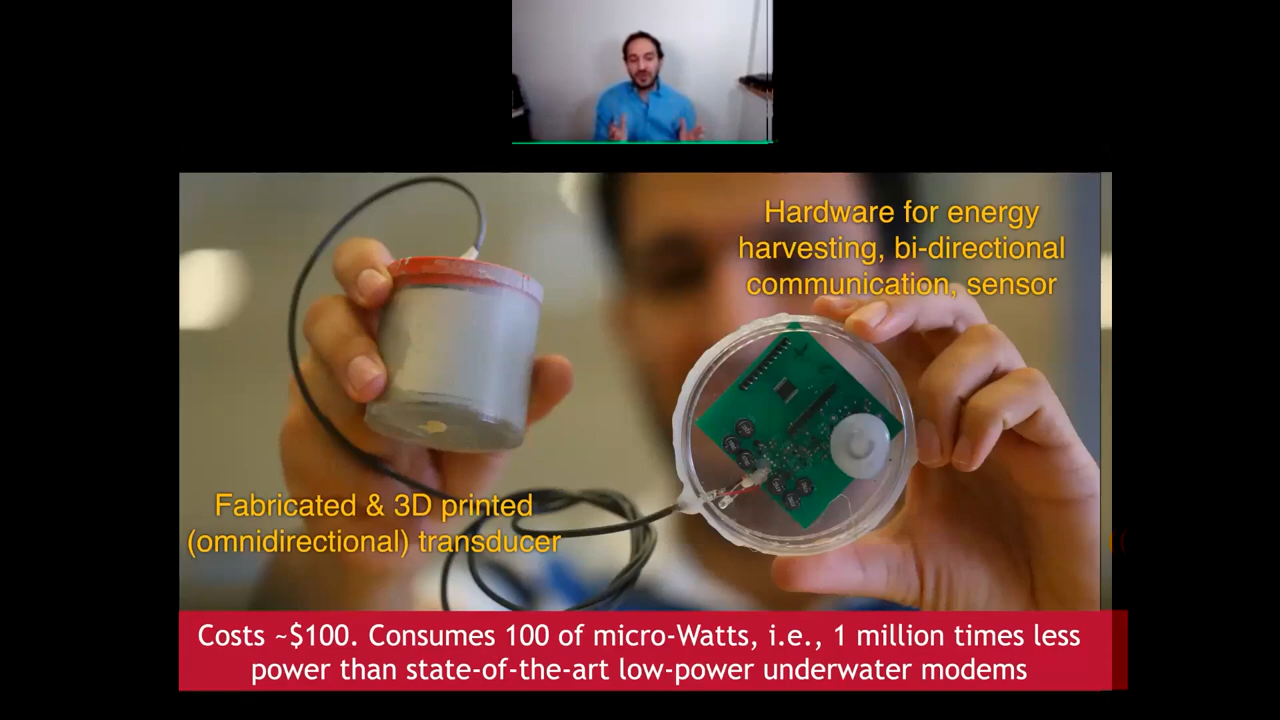 Hardware for energy
harvesting, bi-directional
communication, sensor
Fabricated & 3D printed
(omnidirectional) transducer
Costs ~$100. Consumes 100 of micro-Watts, i.e., 1 million times less
power than state-of-the-art low-power underwater modems